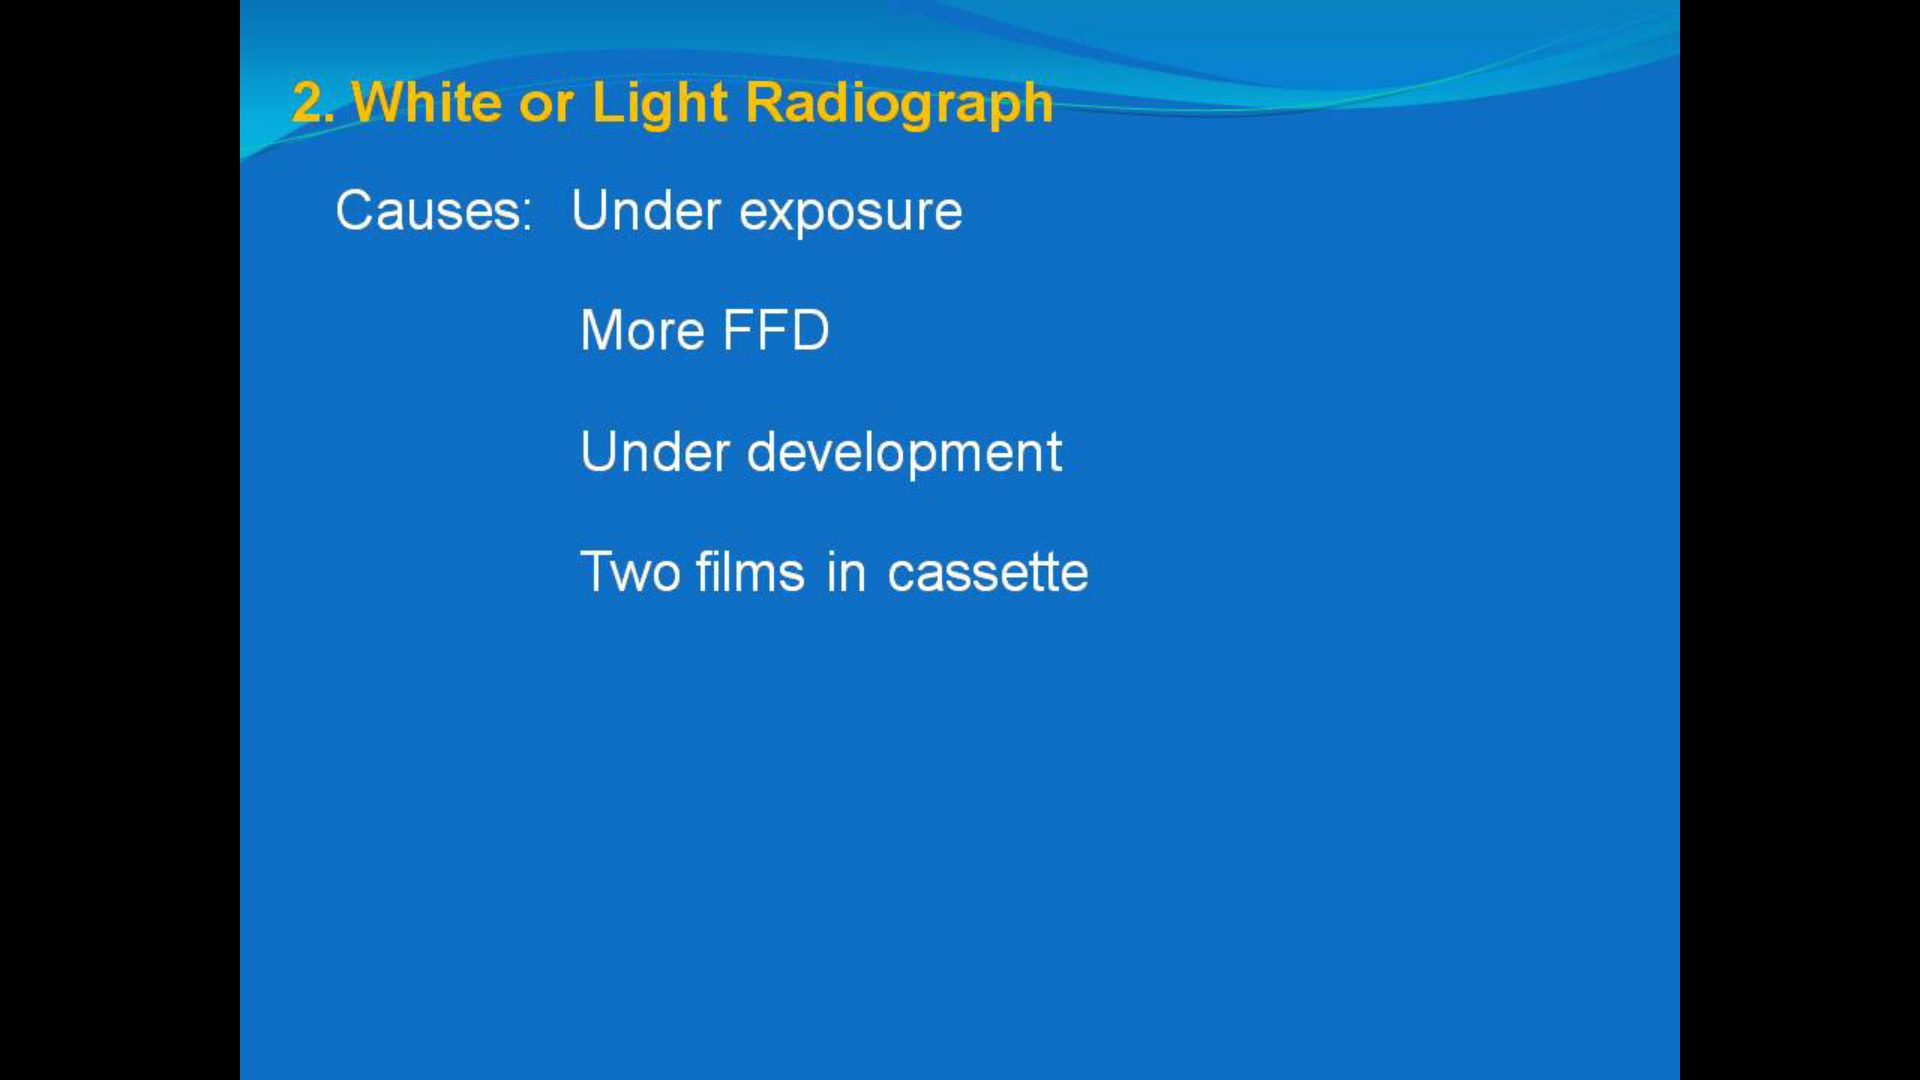 2. White or Light Radiograph
Causes: Under exposure
More FFD
Under development
Two films in cassette